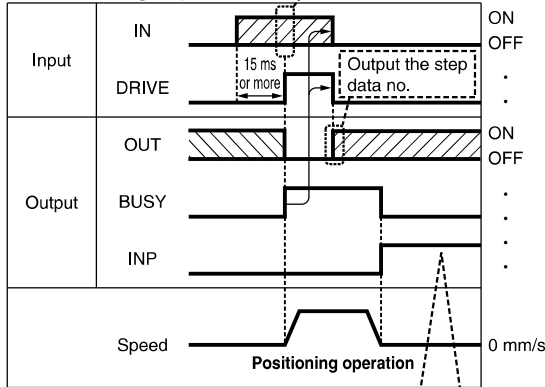 IN
ON
OFF
Input
15 ms
or more
Output the step
data no.
DRIVE
OUT
ON
OFF
Output
BUSY
INP
Speed
0 mm/s
Positioning operation